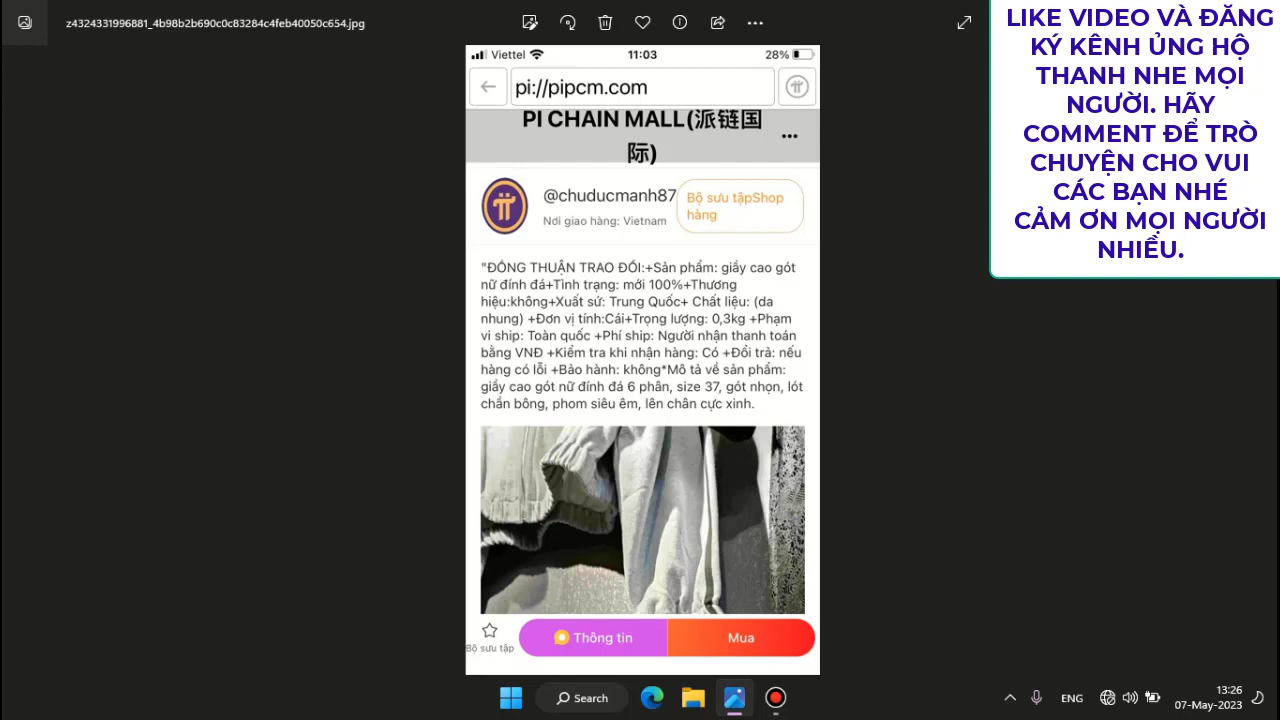 z4324331996881_4b98b2b690c0c83284c4feb40050c654.jpg
LIKE VIDEO VÀ ĐĂNG
KÝ KÊNH ỦNG HỘ
THANH NHE MỌI
NGƯỜI. HÃY
COMMENT ĐỂ TRÒ
CHUYỆN CHO VUI
CÁC BẠN NHÉ
CẢM ƠN MỌI NGƯỜI
NHIỀU.
Viettel 11:03 28%
pi://pipcm.com
PI CHAIN MALL(派链国
际)
@chuducmanh87
Nơi giao hàng: Vietnam
Bộ sưu tậpShop
hàng
"ĐỒNG THUẬN TRAO ĐỔI:+Sản phẩm: giầy cao gót
nữ đính đá+Tình trạng: mới 100%+Thương
hiệu:không+Xuất sứ: Trung Quốc+ Chất liệu: (da
nhung) +Đơn vị tính:Cái+Trọng lượng: 0,3kg +Phạm
vi ship: Toàn quốc +Phí ship: Người nhận thanh toán
bằng VNĐ +Kiểm tra khi nhận hàng: Có +Đổi trả: nếu
hàng có lỗi +Bảo hành: không*Mô tả về sản phẩm:
giầy cao gót nữ đính đá 6 phân, size 37, gót nhọn, lót
chần bông, phom siêu êm, lên chân cực xinh.
Bộ sưu tập
Thông tin
Mua
Search
ENG
13:26
07-May-2023